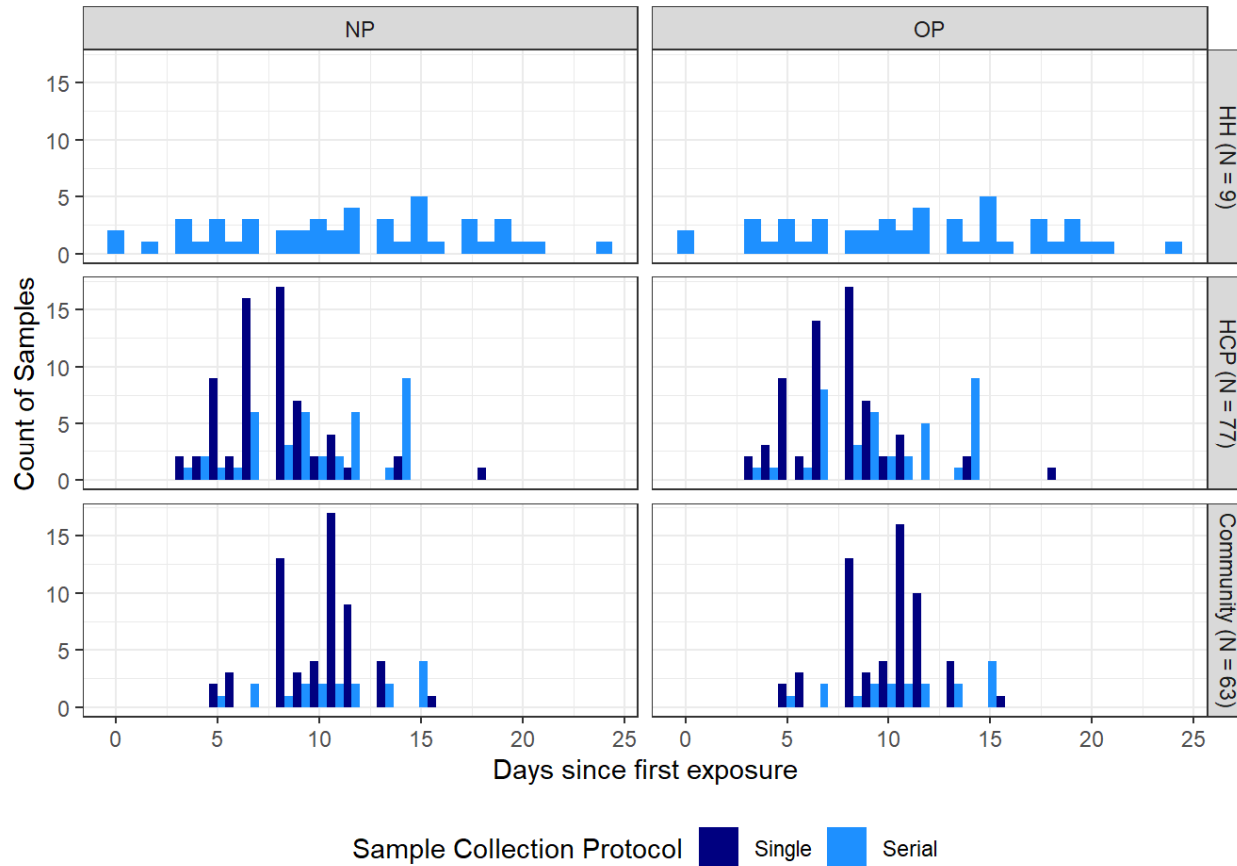 NP
OP
15
10
5
0
HH (N = 9)
15
10
5
0
HCP (N = 77)
15
10
5
0
Community (N = 63)
Count of Samples
0 5 10 15 20 25 0 5 10 15 20 25
Days since first exposure
Sample Collection Protocol Single Serial